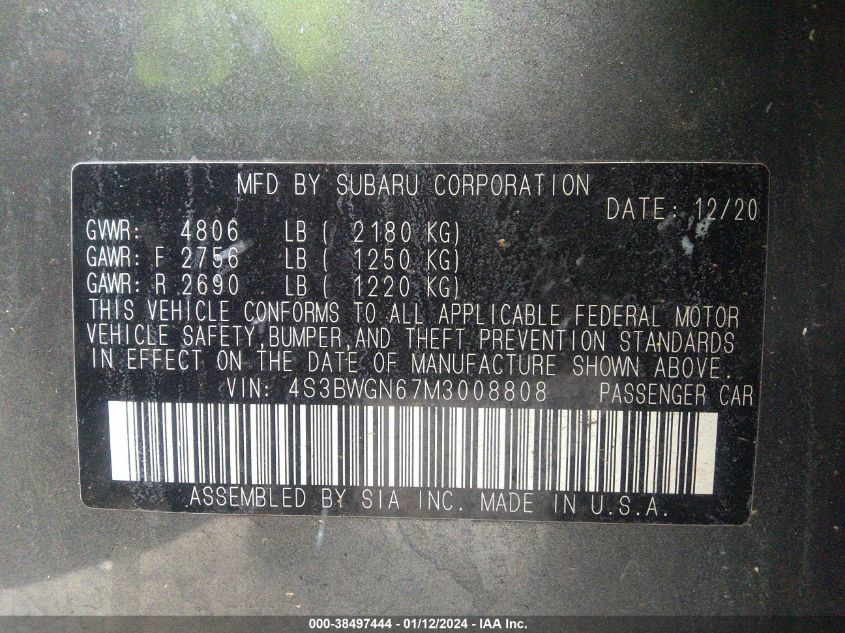 MFD BY SUBARU CORPORATION
DATE: 12/20
GVWR: 4806 LB ( 2180 KG)
GAWR: F 2756 LB ( 1250 KG)
GAWR: R 2690 LB ( 1220 KG)
THIS VEHICLE CONFORMS TO ALL APPLICABLE FEDERAL MOTOR
VEHICLE SAFETY,BUMPER,AND THEFT PREVENTION STANDARDS
IN EFFECT ON THE DATE OF MANUFACTURE SHOWN ABOVE.
VIN: 4S3BWGN67M3008808 PASSENGER CAR
ASSEMBLED BY SIA INC. MADE IN U.S.A.
000-38497444 - 01/12/2024 - IAA Inc.